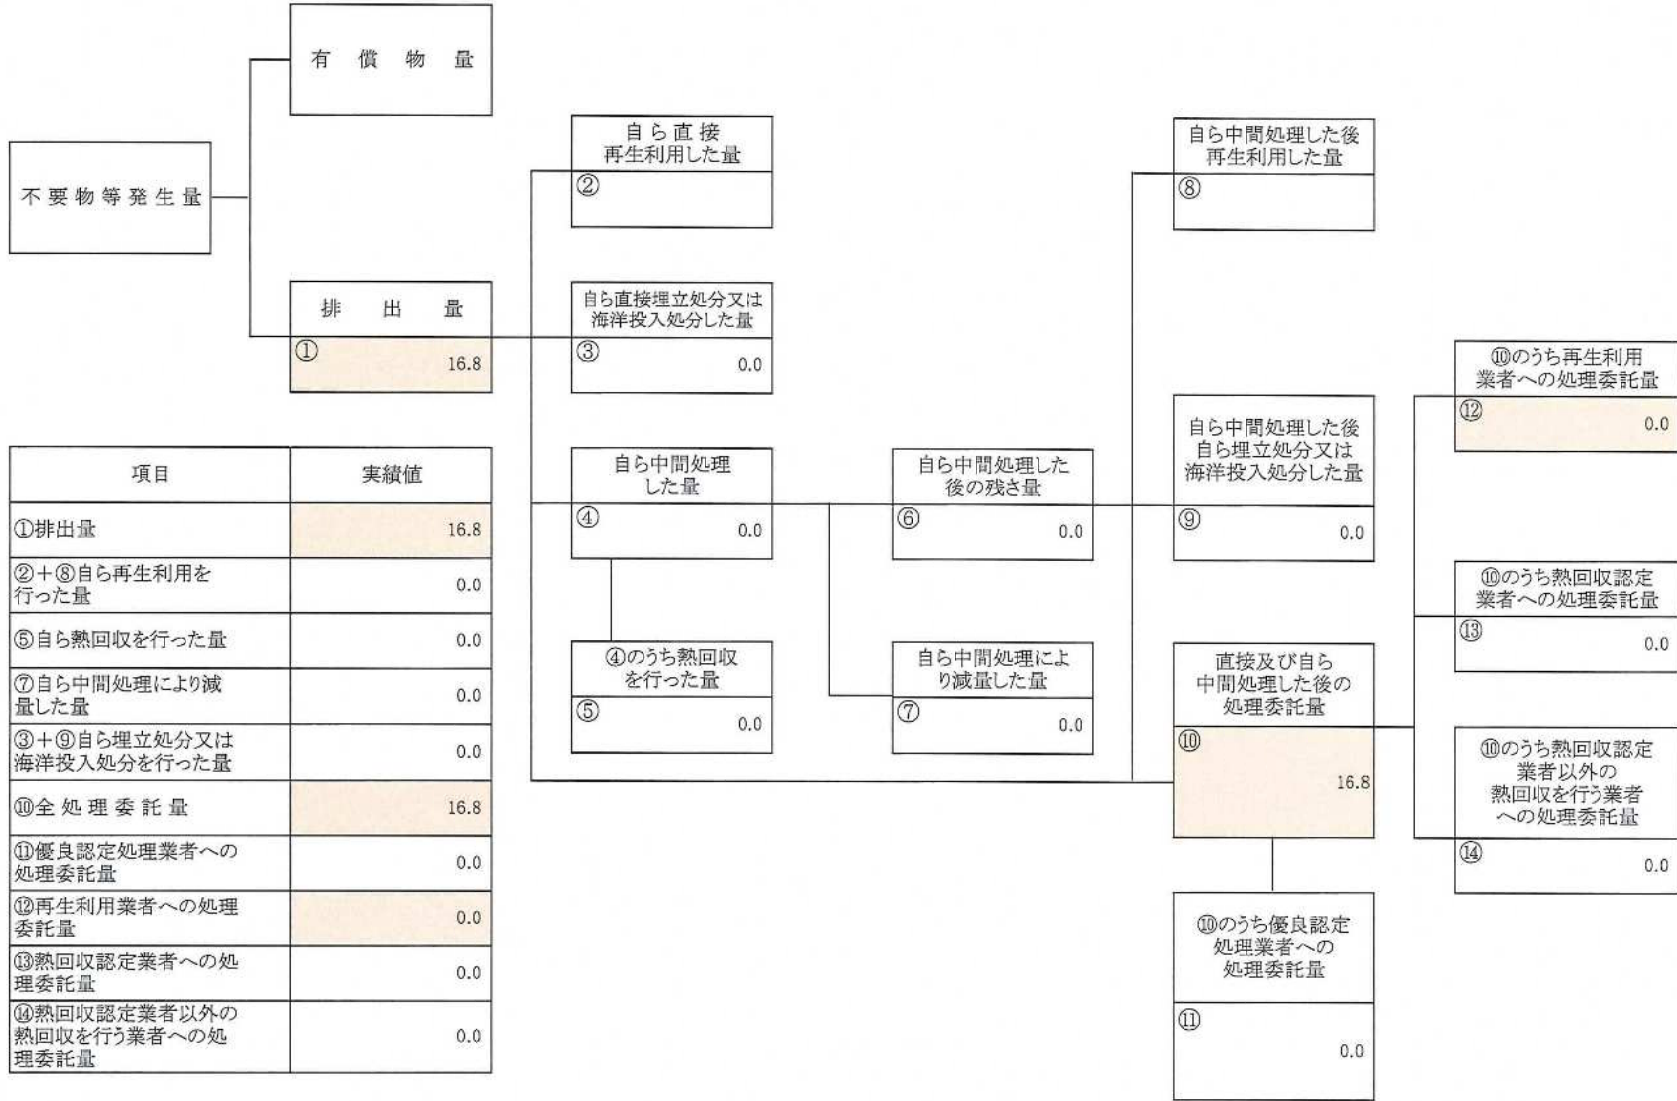 有償物量
不要物等発生量
排出量
①
16.8
自ら直接
再生利用した量
②
自ら直接埋立処分又は
海洋投入処分した量
③
0.0
自ら中間処理
した量
④
0.0
④のうち熱回収
を行った量
⑤
0.0
自ら中間処理した
後の残さ量
⑥
0.0
自ら中間処理によ
り減量した量
⑦
0.0
自ら中間処理した後
再生利用した量
⑧
自ら中間処理した後
自ら埋立処分又は
海洋投入処分した量
⑨
0.0
直接及び自ら
中間処理した後の
処理委託量
⑩
16.8
⑩のうち優良認定
処理業者への
処理委託量
⑪
0.0
⑩のうち再生利用
業者への処理委託量
⑫
0.0
⑩のうち熱回収認定
業者への処理委託量
⑬
0.0
⑩のうち熱回収認定
業者以外の
熱回収を行う業者
への処理委託量
⑭
0.0
項目 実績値
①排出量 16.8
②+⑧自ら再生利用を
行った量 0.0
⑤自ら熱回収を行った量 0.0
⑦自ら中間処理により減
量した量 0.0
③+⑨自ら埋立処分又は
海洋投入処分を行った量 0.0
⑩全処理委託量 16.8
⑪優良認定処理業者への
処理委託量 0.0
⑫再生利用業者への処理
委託量 0.0
⑬熱回収認定業者への処
理委託量 0.0
⑭熱回収認定業者以外の
熱回収を行う業者への処
理委託量 0.0